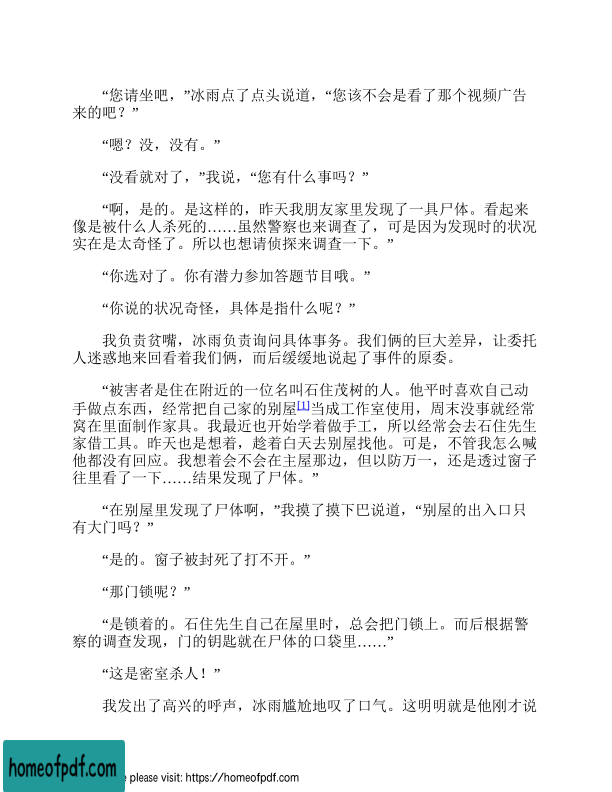 “您请坐吧，”冰雨点了点头说道，“您该不会是看了那个视频广告
来的吧？”
“嗯？没，没有。”
“没看就对了，”我说，“您有什么事吗？”
“啊，是的。是这样的，昨天我朋友家里发现了一具尸体。看起来
像是被什么人杀死的……虽然警察也来调查了，可是因为发现时的状况
实在是太奇怪了。所以也想请侦探来调查一下。”
“你选对了。你有潜力参加答题节目哦。”
“你说的状况奇怪，具体是指什么呢？”
我负责贫嘴，冰雨负责询问具体事务。我们俩的巨大差异，让委托
人迷惑地来回看着我们俩，而后缓缓地说起了事件的原委。
“被害者是住在附近的一位名叫石住茂树的人。他平时喜欢自己动
手做点东西，经常把自己家的别屋[1]当成工作室使用，周末没事就经常
窝在里面制作家具。我最近也开始学着做手工，所以经常会去石住先生
家借工具。昨天也是想着，趁着白天去别屋找他。可是，不管我怎么喊
他都没有回应。我想着会不会在主屋那边，但以防万一，还是透过窗子
往里看了一下……结果发现了尸体。”
“在别屋里发现了尸体啊，”我摸了摸下巴说道，“别屋的出入口只
有大门吗？”
“是的。窗子被封死了打不开。”
“那门锁呢？”
“是锁着的。石住先生自己在屋里时，总会把门锁上。而后根据警
察的调查发现，门的钥匙就在尸体的口袋里……”
“这是密室杀人！”
我发出了高兴的呼声，冰雨尴尬地叹了口气。这明明就是他刚才说
homeofpdf.com
e please visit: https://homeofpdf.com